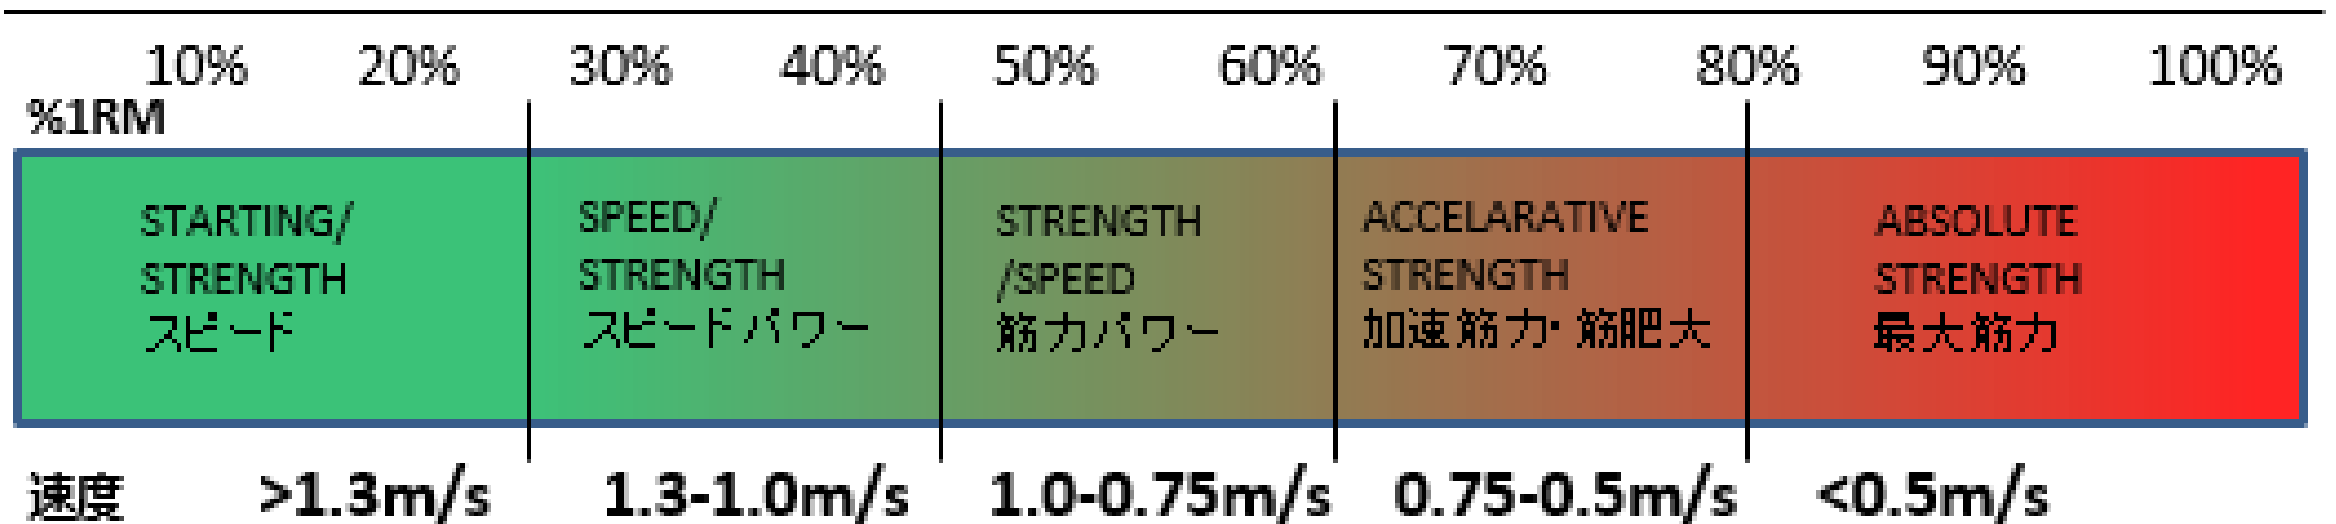 10% 20% 30% 40% 50% 60% 70% 80% 90% 100%
%1RM
STARTING/
STRENGTH
スピード
SPEED/
STRENGTH
スピードパワー
STRENGTH
/SPEED
筋力パワー
ACCELARATIVE
STRENGTH
加速筋力・筋肥大
ABSOLUTE
STRENGTH
最大筋力
速度 >1.3m/s 1.3-1.0m/s 1.0-0.75m/s 0.75-0.5m/s <0.5m/s